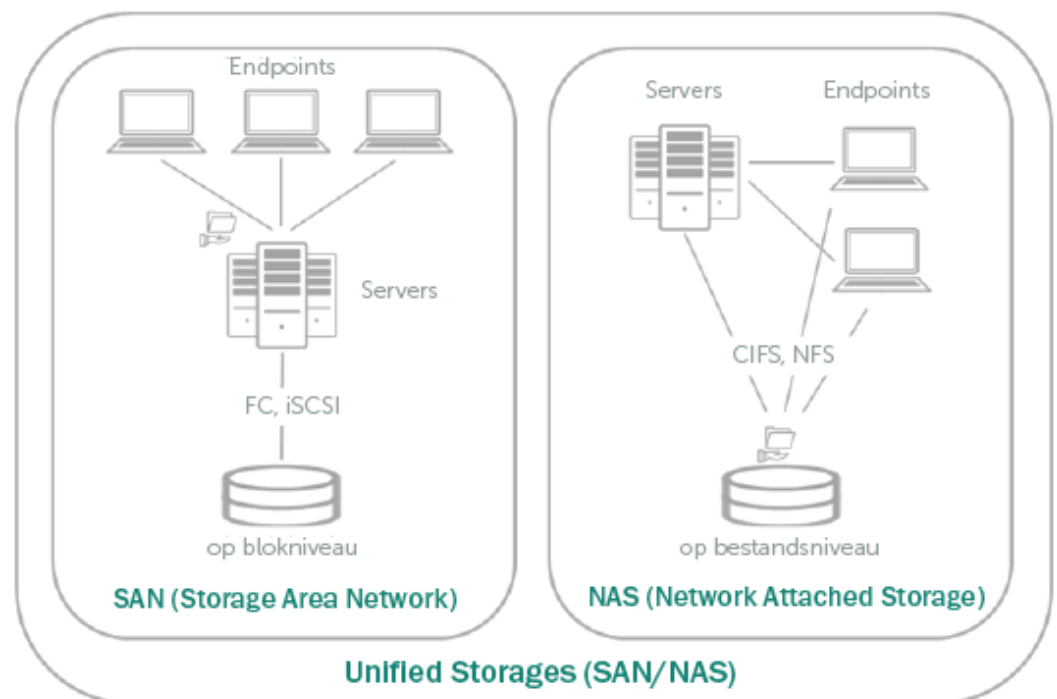 Endpoints
Servers
FC, iSCSI
op blokniveau
SAN (Storage Area Network)
Servers
Endpoints
CIFS, NFS
op bestandsniveau
NAS (Network Attached Storage)
Unified Storages (SAN/NAS)